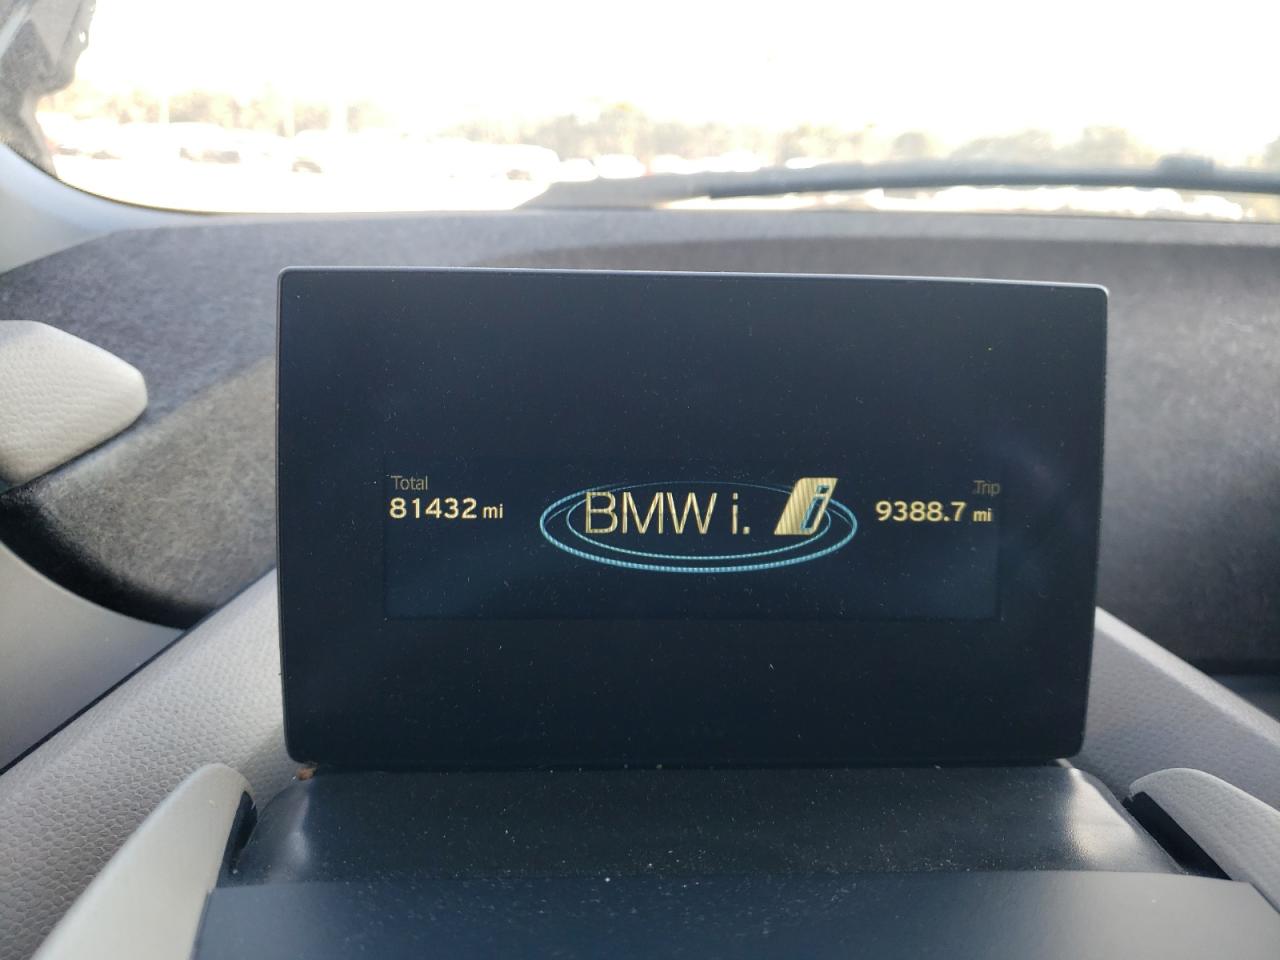 Total
81432 mi
BMW i. i
Trip
9388.7 mi